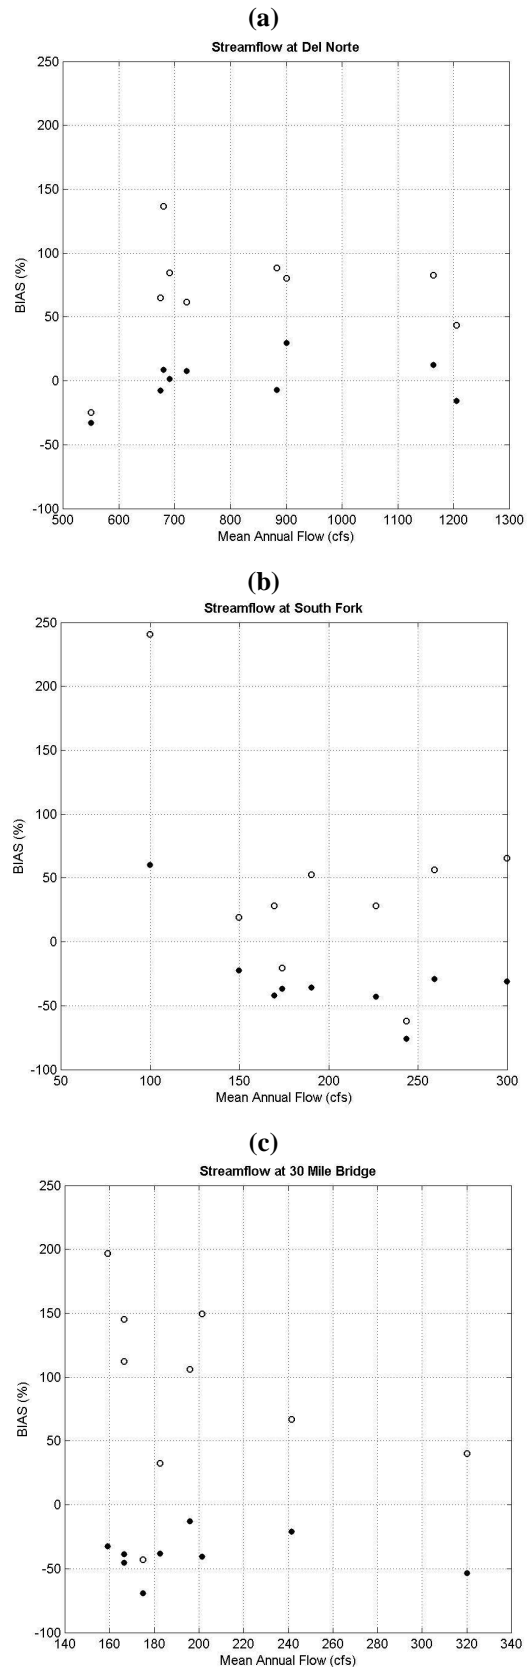 (a)
Streamflow at Del Norte
250
200
150
100
50
0
-50
-100
BIAS (%)
500 600 700 800 900 1000 1100 1200 1300
Mean Annual Flow (cfs)
(b)
Streamflow at South Fork
250
200
150
100
50
0
-50
-100
BIAS (%)
50 100 150 200 250 300
Mean Annual Flow (cfs)
(c)
Streamflow at 30 Mile Bridge
250
200
150
100
50
0
-50
-100
BIAS (%)
140 160 180 200 220 240 260 280 300 320 340
Mean Annual Flow (cfs)